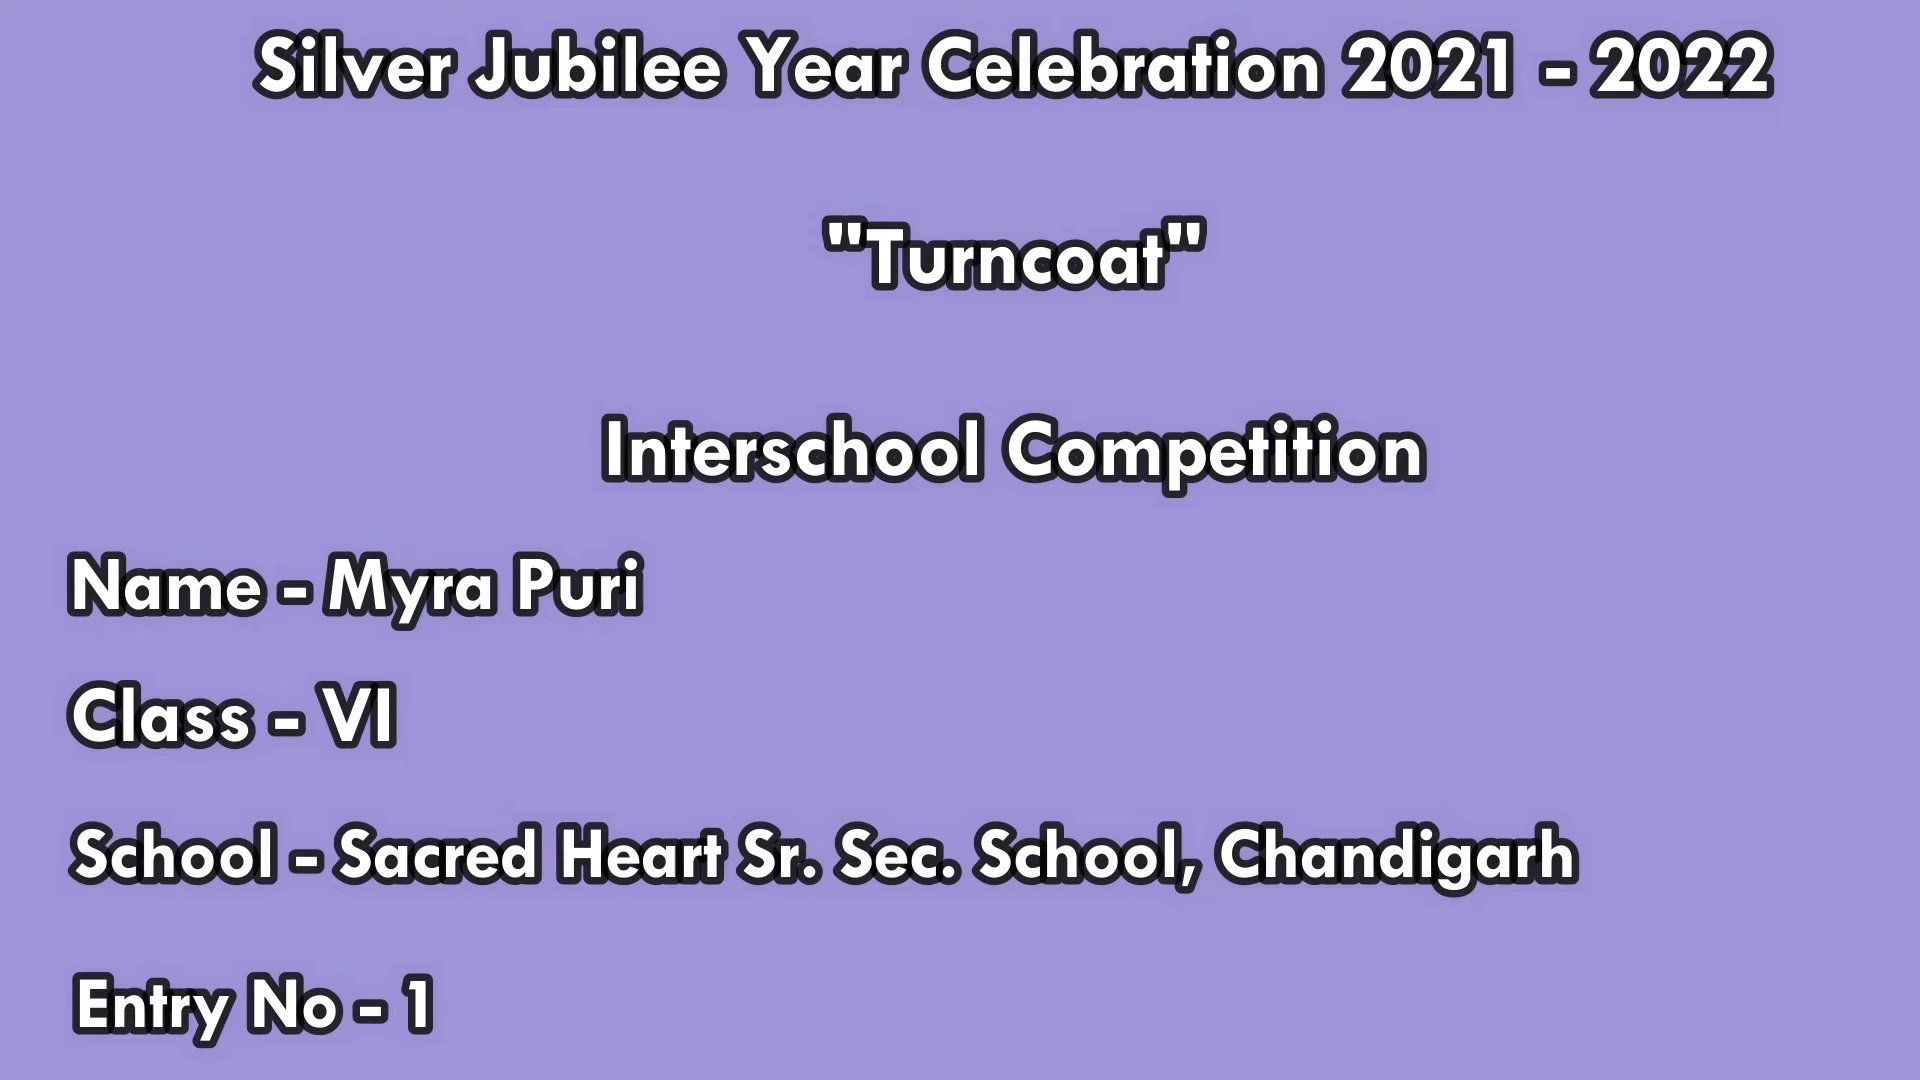 Silver Jubilee Year Celebration 2021 - 2022
"Turncoat"
Interschool Competition
Name - Myra Puri
Class - VI
School - Sacred Heart Sr. Sec. School, Chandigarh
Entry No - 1